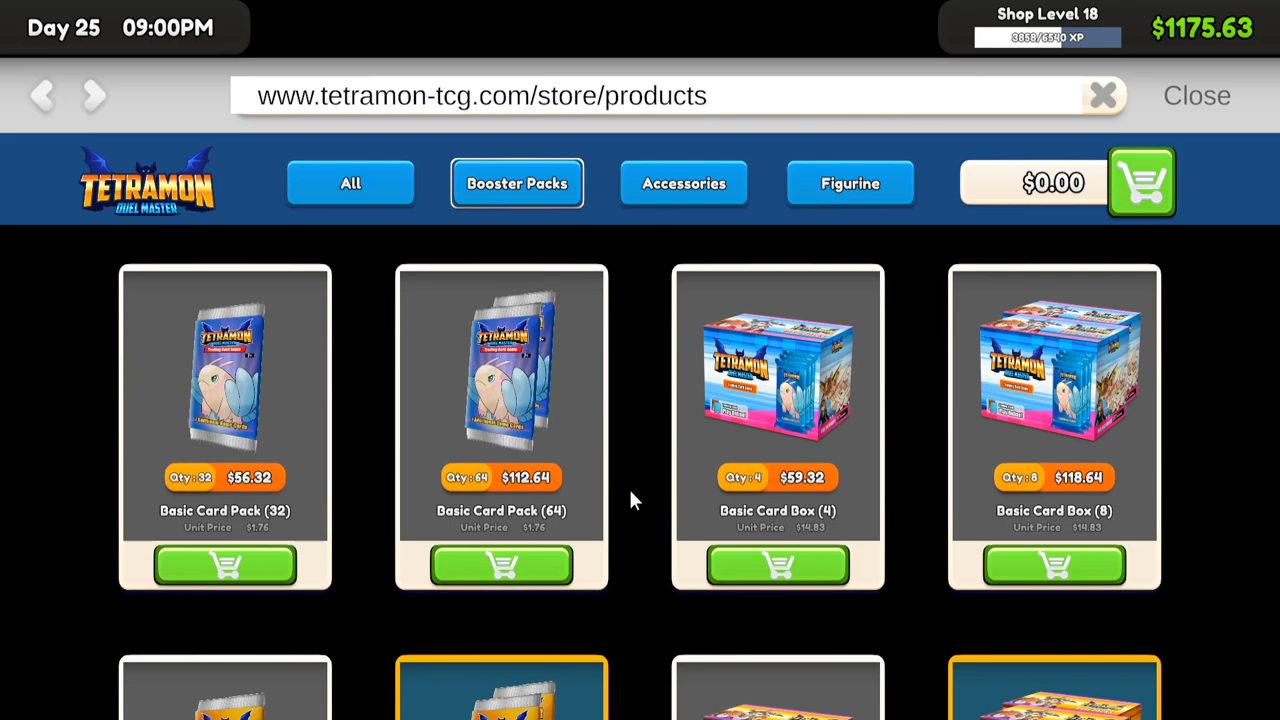 Day 25 09:00PM
Shop Level 18
3858/6540 XP
$1175.63
www.tetramon-tcg.com/store/products
Close
TETRAMON
DUEL MASTER
All
Booster Packs
Accessories
Figurine
$0.00
TETRAMON
TETRAMON
TETRAMON
TETRAMON
Qty : 32 $56.32
Qty : 64 $112.64
Qty : 4 $59.32
Qty : 8 $118.64
Basic Card Pack (32)
Basic Card Pack (64)
Basic Card Box (4)
Basic Card Box (8)
Unit Price $1.76
Unit Price $1.76
Unit Price $14.83
Unit Price $14.83